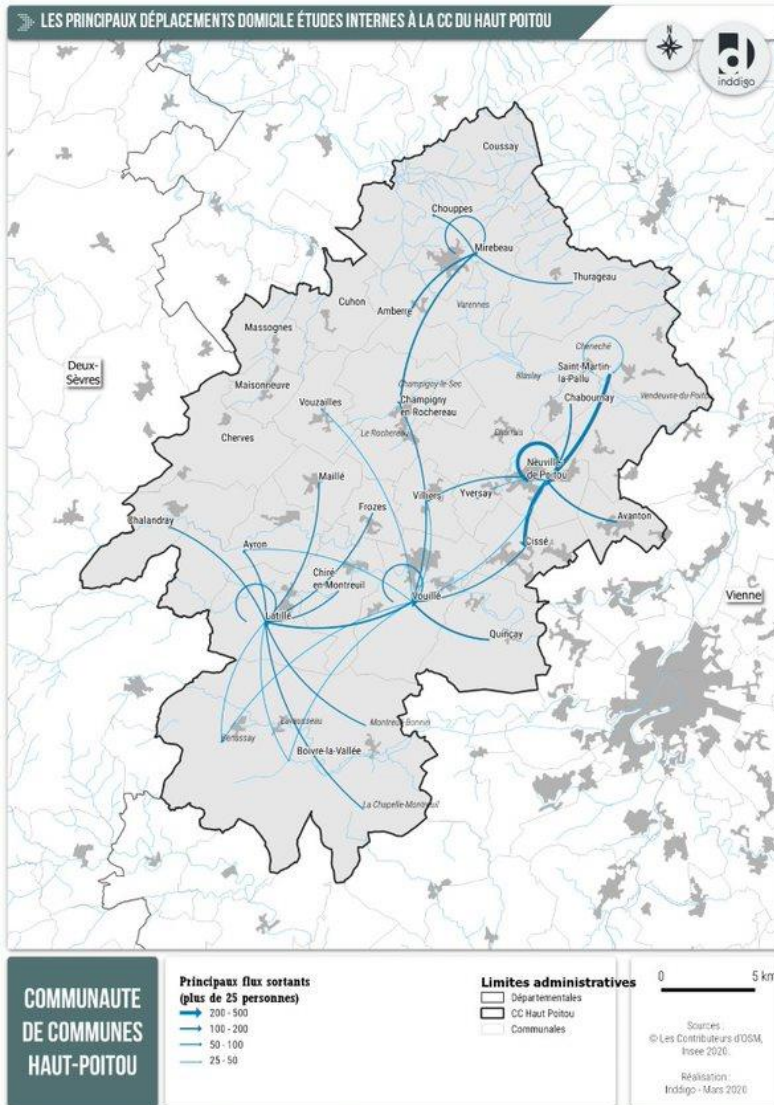 LES PRINCIPAUX DÉPLACEMENTS DOMICILE ÉTUDES INTERNES À LA CC DU HAUT POITOU
N
inddigo
Coussay
Chouppes
Mirebeau
Thurageau
Varennes
Amberre
Cuhon
Massognes
Deux-
Sèvres
Chéneché
Saint-Martin-
la-Pallu
Blaslay
Maisonneuve
Champigny-le-Sec
Champigny
en Rochereau
Chabournay
Vendeuvre-du-Poitou
Vouzailles
Le Rochereau
Charrais
Cherves
Neuville
de Poitou
Maillé
Villiers
Yversay
Frozes
Avanton
Chalandray
Cissé
Ayron
Chiré
en Montreuil
Vouillé
Vienne
Latillé
Quinçay
Montreuil-Bonnin
Lavausseau
Benassay
Boivre-la-Vallée
La Chapelle-Montreuil
COMMUNAUTE
DE COMMUNES
HAUT-POITOU
Principaux flux sortants
(plus de 25 personnes)
200 - 500
100 - 200
50 - 100
25 - 50
Limites administratives
Départementales
CC Haut Poitou
Communales
0 5 km
Sources :
© Les Contributeurs d'OSM,
Insee 2020.
Réalisation :
Inddigo - Mars 2020